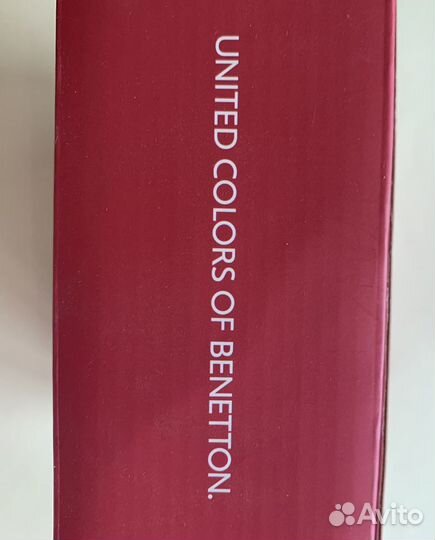 UNITED COLORS OF BENETTON.
Avito